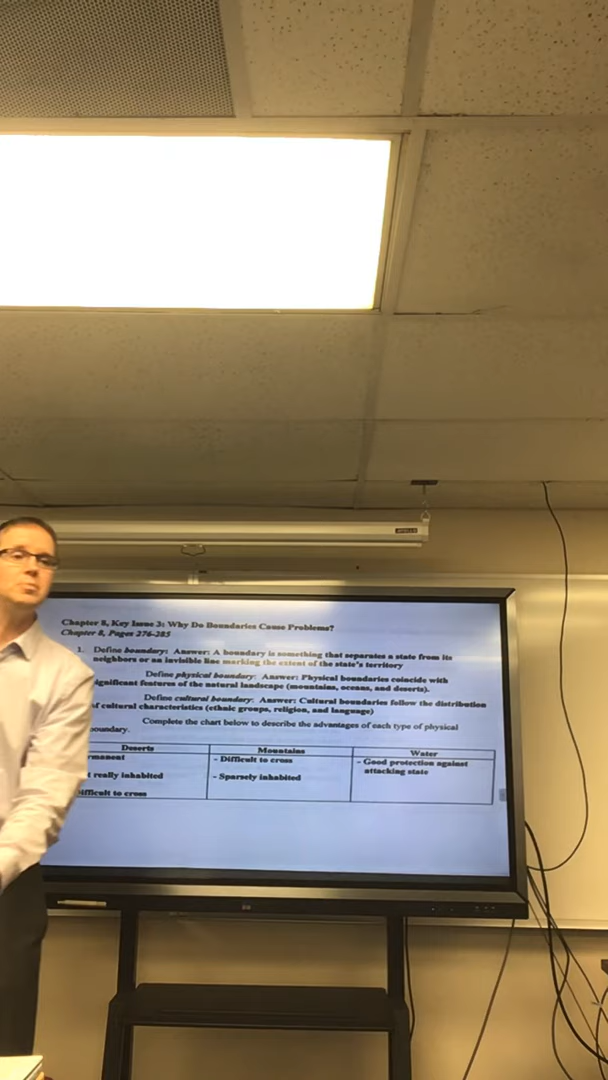 Chapter 8, Key Issue 3: Why Do Boundaries Cause Problems?
Chapter 8, Pages 276-285
1. Define boundary: Answer: A boundary is something that separates a state from its
neighbors or an invisible line marking the extent of the state's territory
Define physical boundary: Answer: Physical boundaries coincide with
ignificant features of the natural landscape (mountains, oceans, and deserts).
Define cultural boundary: Answer: Cultural boundaries follow the distribution
of cultural characteristics (ethnic groups, religion, and language)
Complete the chart below to describe the advantages of each type of physical
boundary.
Deserts Mountains Water
rmanent - Difficult to cross - Good protection against
attacking state
t really inhabited - Sparsely inhabited
ifficult to cross